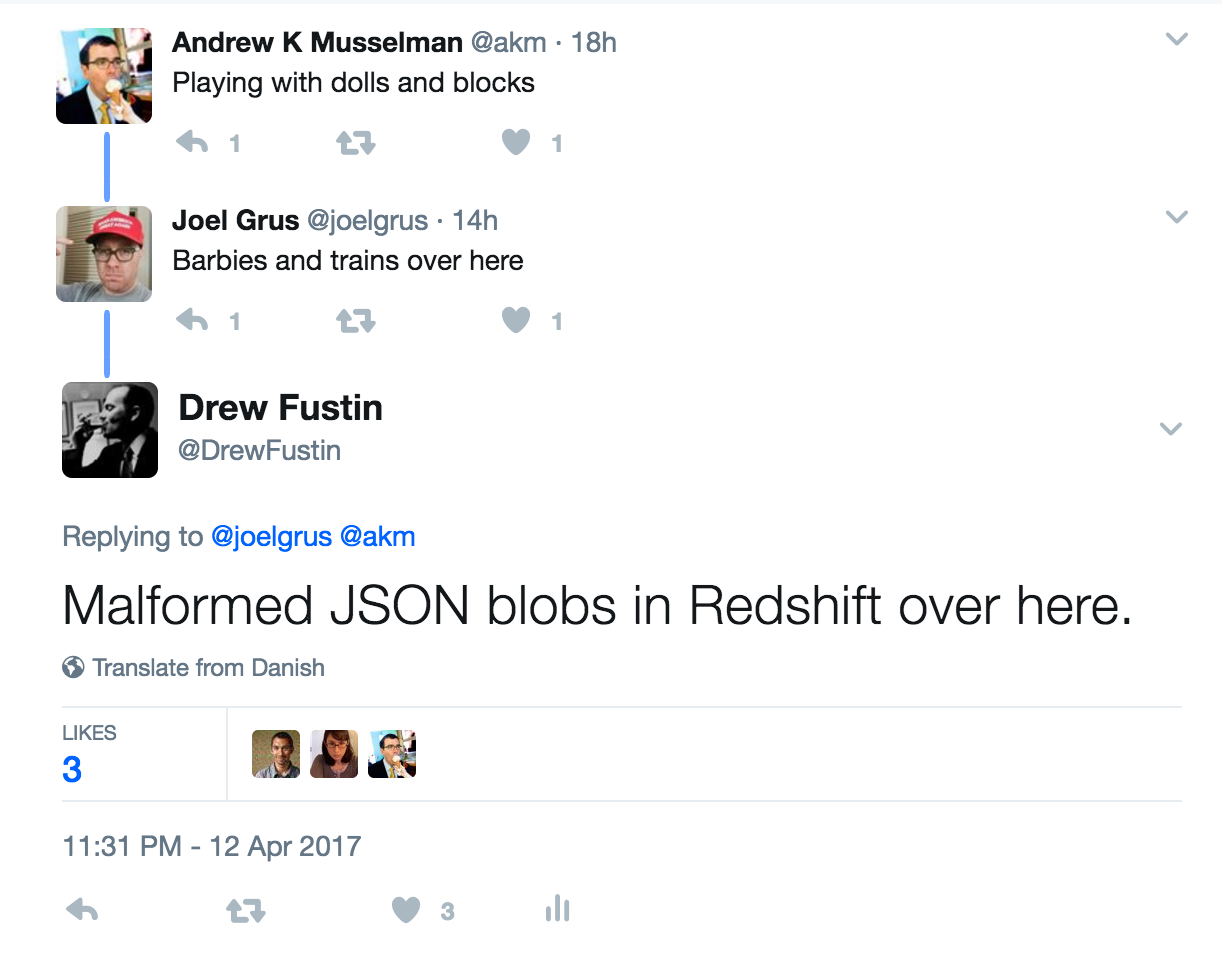 Andrew K Musselman @akm · 18h
Playing with dolls and blocks
1 1
Joel Grus @joelgrus · 14h
Barbies and trains over here
1 1
Drew Fustin
@DrewFustin
Replying to @joelgrus @akm
Malformed JSON blobs in Redshift over here.
Translate from Danish
LIKES
3
11:31 PM - 12 Apr 2017
3